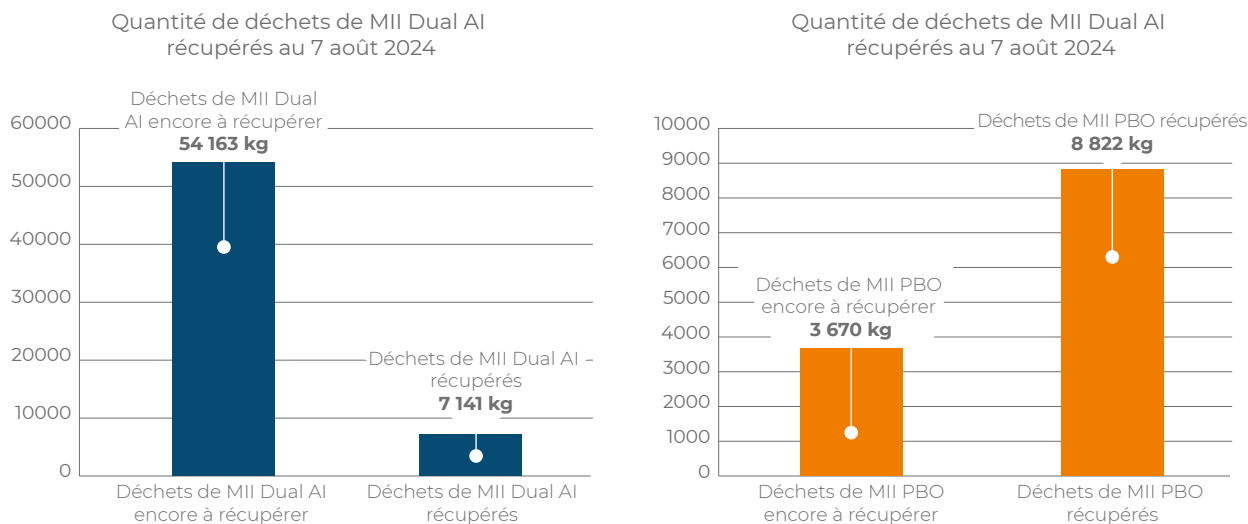 Quantité de déchets de MII Dual AI
récupérés au 7 août 2024
Déchets de MII Dual
AI encore à récupérer
54 163 kg
60000
50000
40000
30000
20000
10000
0
Déchets de MII Dual AI
récupérés
7 141 kg
Déchets de MII Dual AI
encore à récupérer
Déchets de MII Dual AI
récupérés
Quantité de déchets de MII Dual AI
récupérés au 7 août 2024
10000
9000
8000
7000
6000
5000
4000
3000
2000
1000
0
Déchets de MII PBO
encore à récupérer
3 670 kg
Déchets de MII PBO récupérés
8 822 kg
Déchets de MII PBO
encore à récupérer
Déchets de MII PBO
récupérés